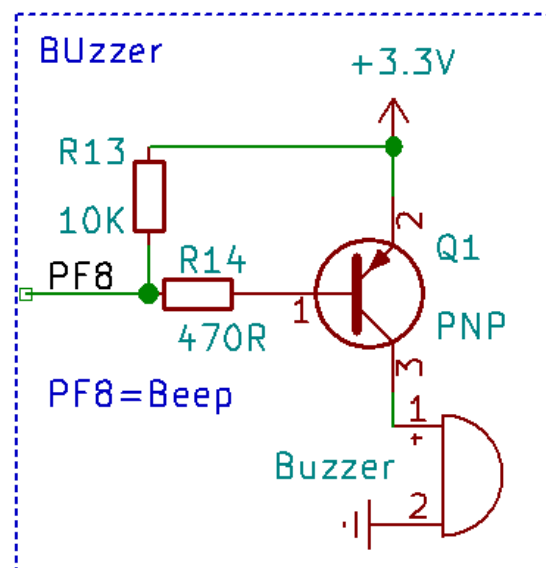 BUzzer
+3.3V
R13
10K
PF8
R14
470R
1
2
Q1
PNP
3
PF8=Beep
Buzzer
1
+
2